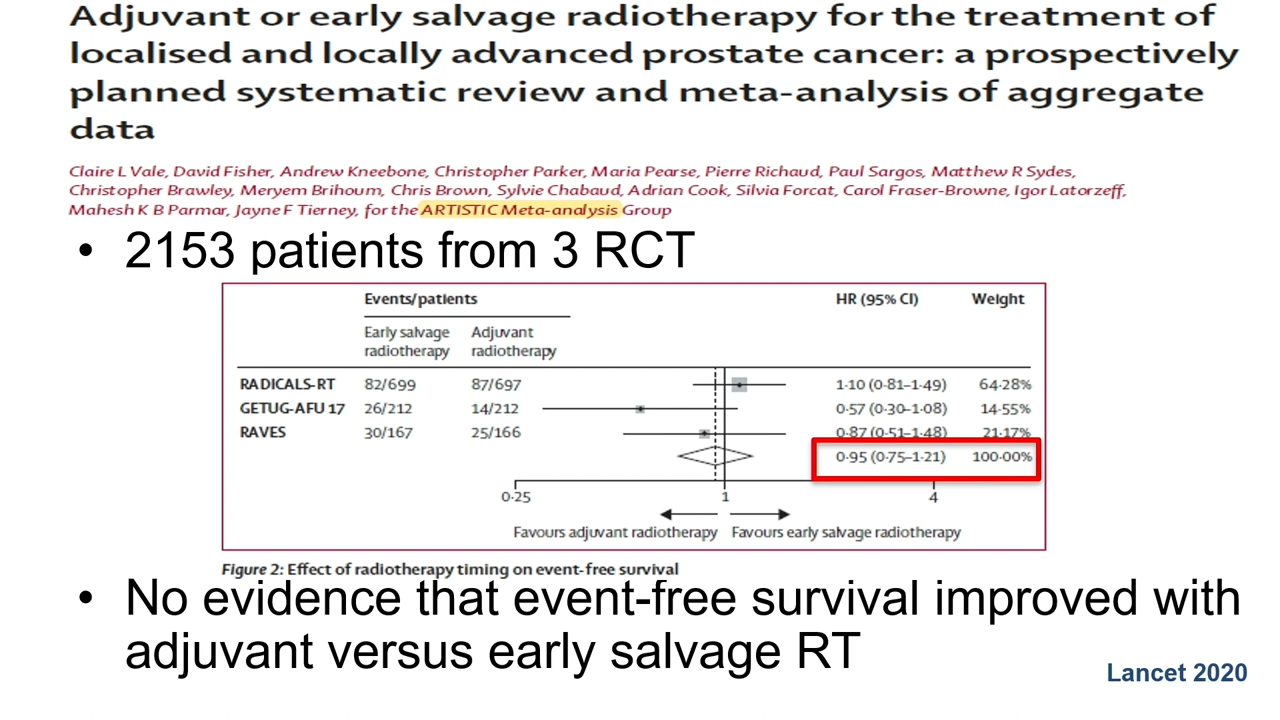 Adjuvant or early salvage radiotherapy for the treatment of
localised and locally advanced prostate cancer: a prospectively
planned systematic review and meta-analysis of aggregate
data
Claire L Vale, David Fisher, Andrew Kneebone, Christopher Parker, Maria Pearse, Pierre Richaud, Paul Sargos, Matthew R Sydes,
Christopher Brawley, Meryem Brihoum, Chris Brown, Sylvie Chabaud, Adrian Cook, Silvia Forcat, Carol Fraser-Browne, Igor Latorzeff,
Mahesh K B Parmar, Jayne F Tierney, for the ARTISTIC Meta-analysis Group
• 2153 patients from 3 RCT
Events/patients HR (95% CI) Weight
Early salvage Adjuvant
radiotherapy radiotherapy
RADICALS-RT 82/699 87/697 1·10 (0·81–1·49) 64·28%
GETUG-AFU 17 26/212 14/212 0·57 (0·30–1·08) 14·55%
RAVES 30/167 25/166 0·87 (0·51–1·48) 21·17%
0·95 (0·75–1·21) 100·00%
0·25 1 4
Favours adjuvant radiotherapy Favours early salvage radiotherapy
Figure 2: Effect of radiotherapy timing on event-free survival
• No evidence that event-free survival improved with
adjuvant versus early salvage RT
Lancet 2020